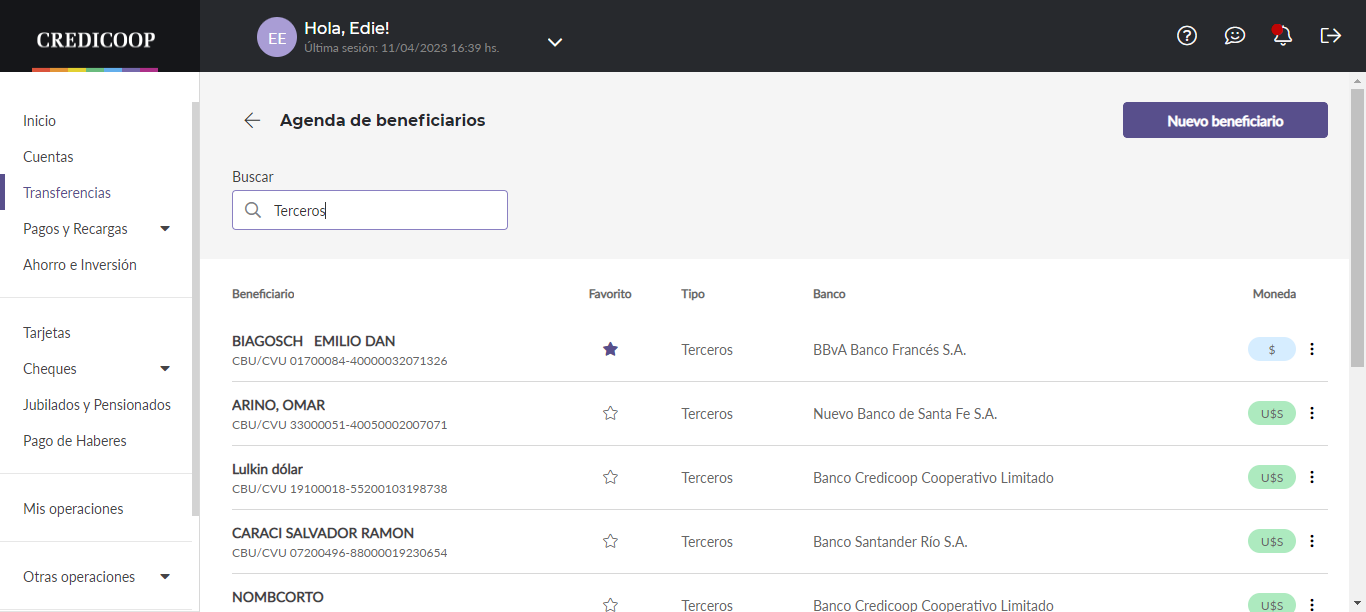 CREDICOOP
EE
Hola, Edie!
Última sesión: 11/04/2023 16:39 hs.
Inicio
Cuentas
Transferencias
Pagos y Recargas
Ahorro e Inversión
Tarjetas
Cheques
Jubilados y Pensionados
Pago de Haberes
Mis operaciones
Otras operaciones
Agenda de beneficiarios
Nuevo beneficiario
Buscar
Terceros
Beneficiario Favorito Tipo Banco Moneda
BIAGOSCH   EMILIO DAN
CBU/CVU 01700084-40000032071326
Terceros BBvA Banco Francés S.A. $
ARINO, OMAR
CBU/CVU 33000051-40050002007071
Terceros Nuevo Banco de Santa Fe S.A. U$S
Lulkin dólar
CBU/CVU 19100018-55200103198738
Terceros Banco Credicoop Cooperativo Limitado U$S
CARACI SALVADOR RAMON
CBU/CVU 07200496-88000019230654
Terceros Banco Santander Río S.A. U$S
NOMBCORTO
Terceros Banco Credicoop Cooperativo Limitado U$S